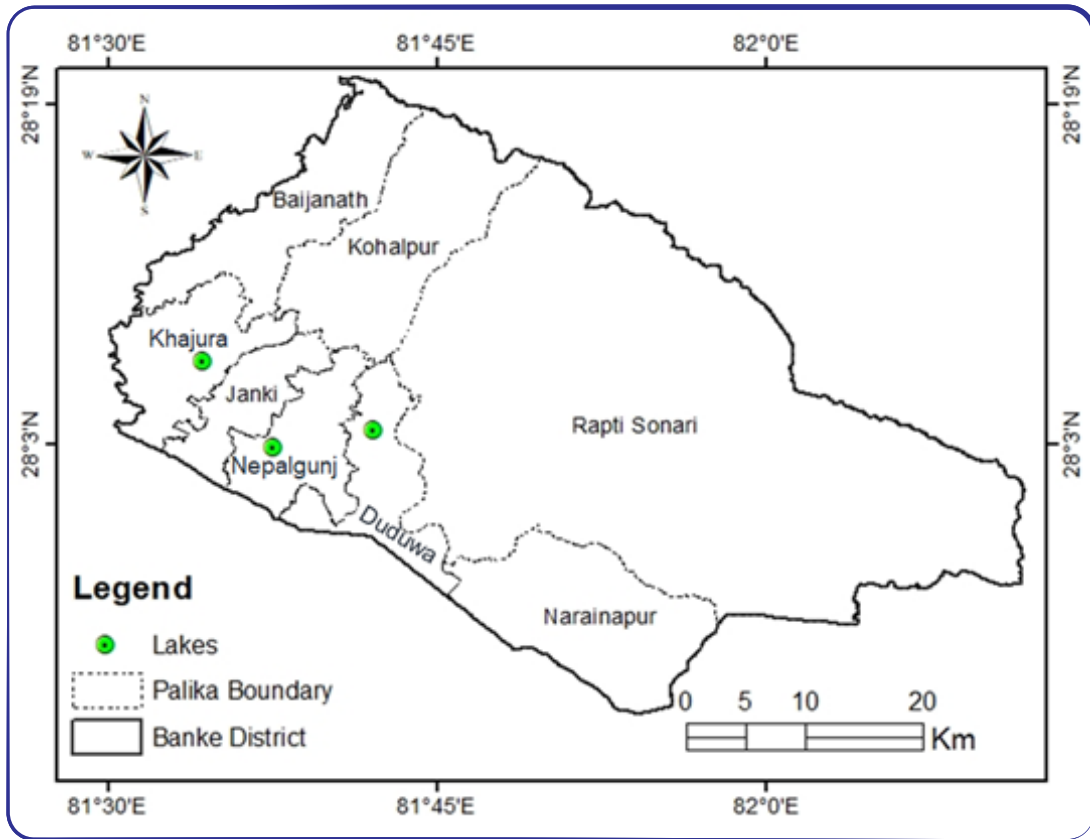 81°30'E 81°45'E 82°0'E
28°19'N 28°19'N
N
W E
S
Baijanath
Kohalpur
Khajura
Janki
Rapti Sonari
28°3'N 28°3'N
Nepalgunj
Duduwa
Narainapur
Legend
Lakes
Palika Boundary
Banke District
0 5 10 20
Km
81°30'E 81°45'E 82°0'E